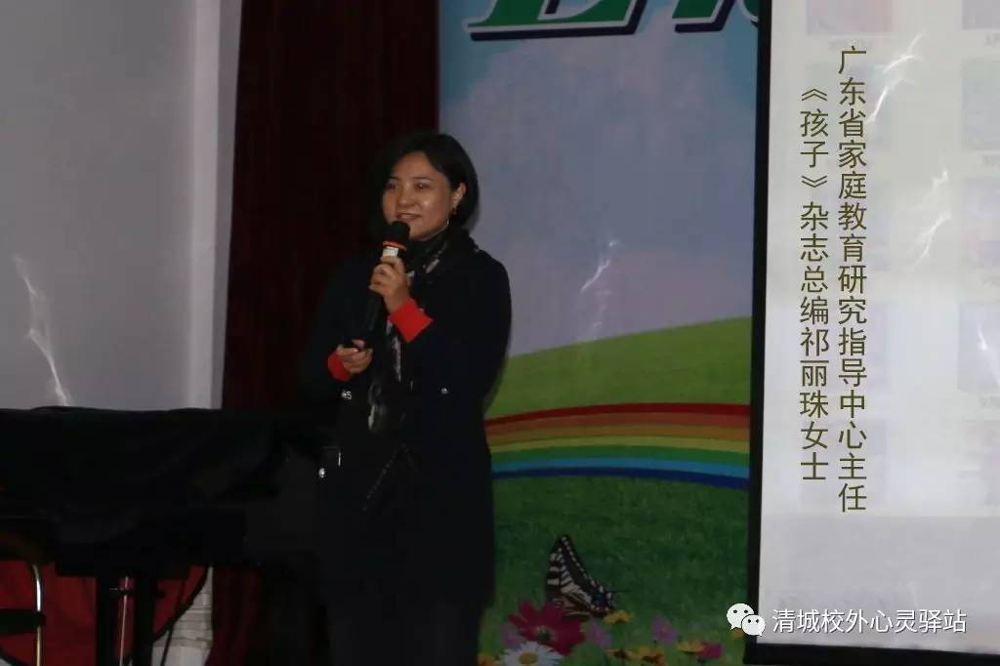 广东省家庭教育研究指导中心主任
《孩子》杂志总编祁丽珠女士
清城校外心灵驿站